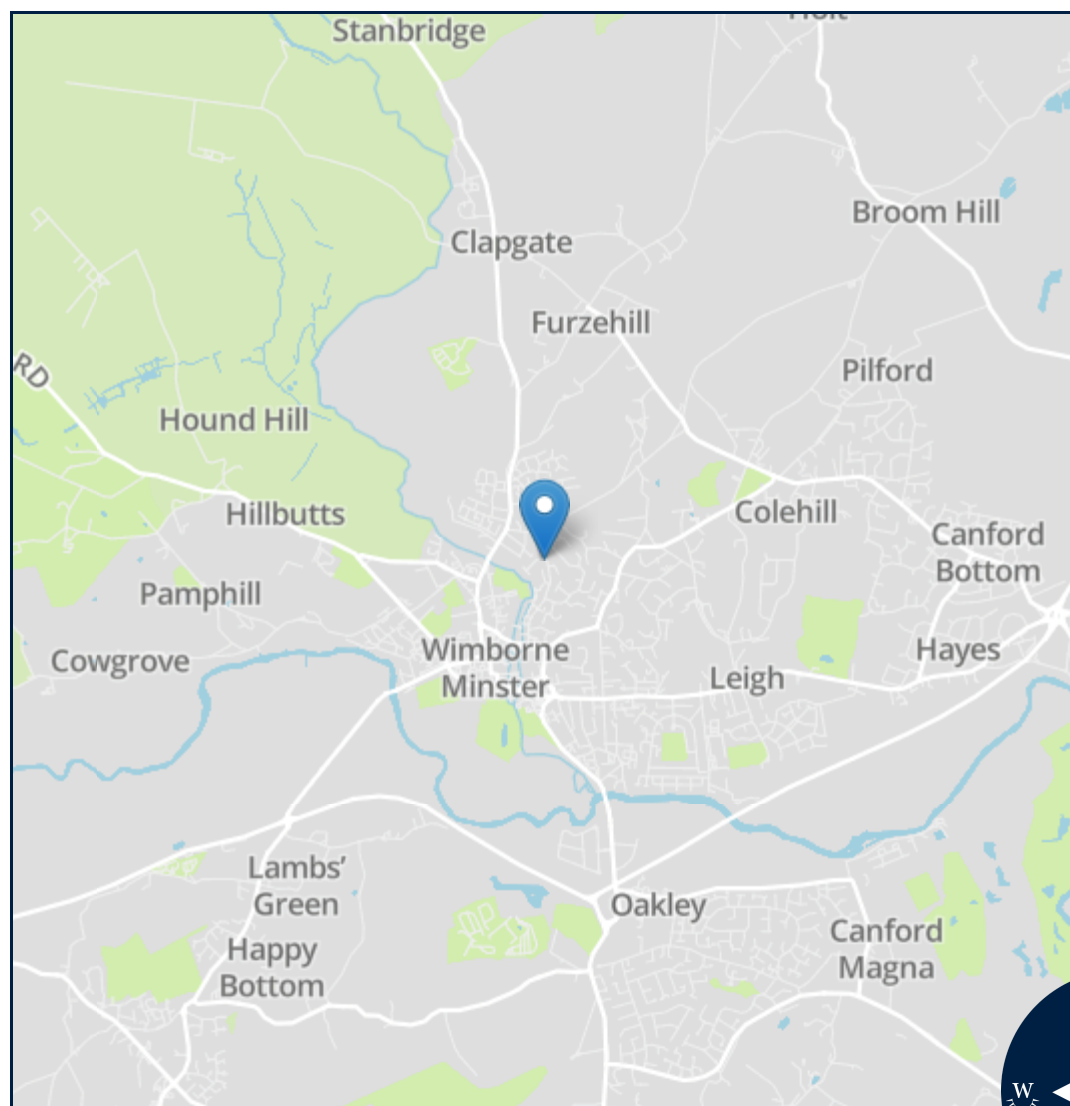 Stanbridge
Holt
Broom Hill
Clapgate
Furzehill
RD
Pilford
Hound Hill
Hillbutts
Colehill
Canford
Bottom
Pamphill
Wimborne
Minster
Cowgrove
Hayes
Leigh
Lambs’
Green
Oakley
Happy
Bottom
Canford
Magna
W